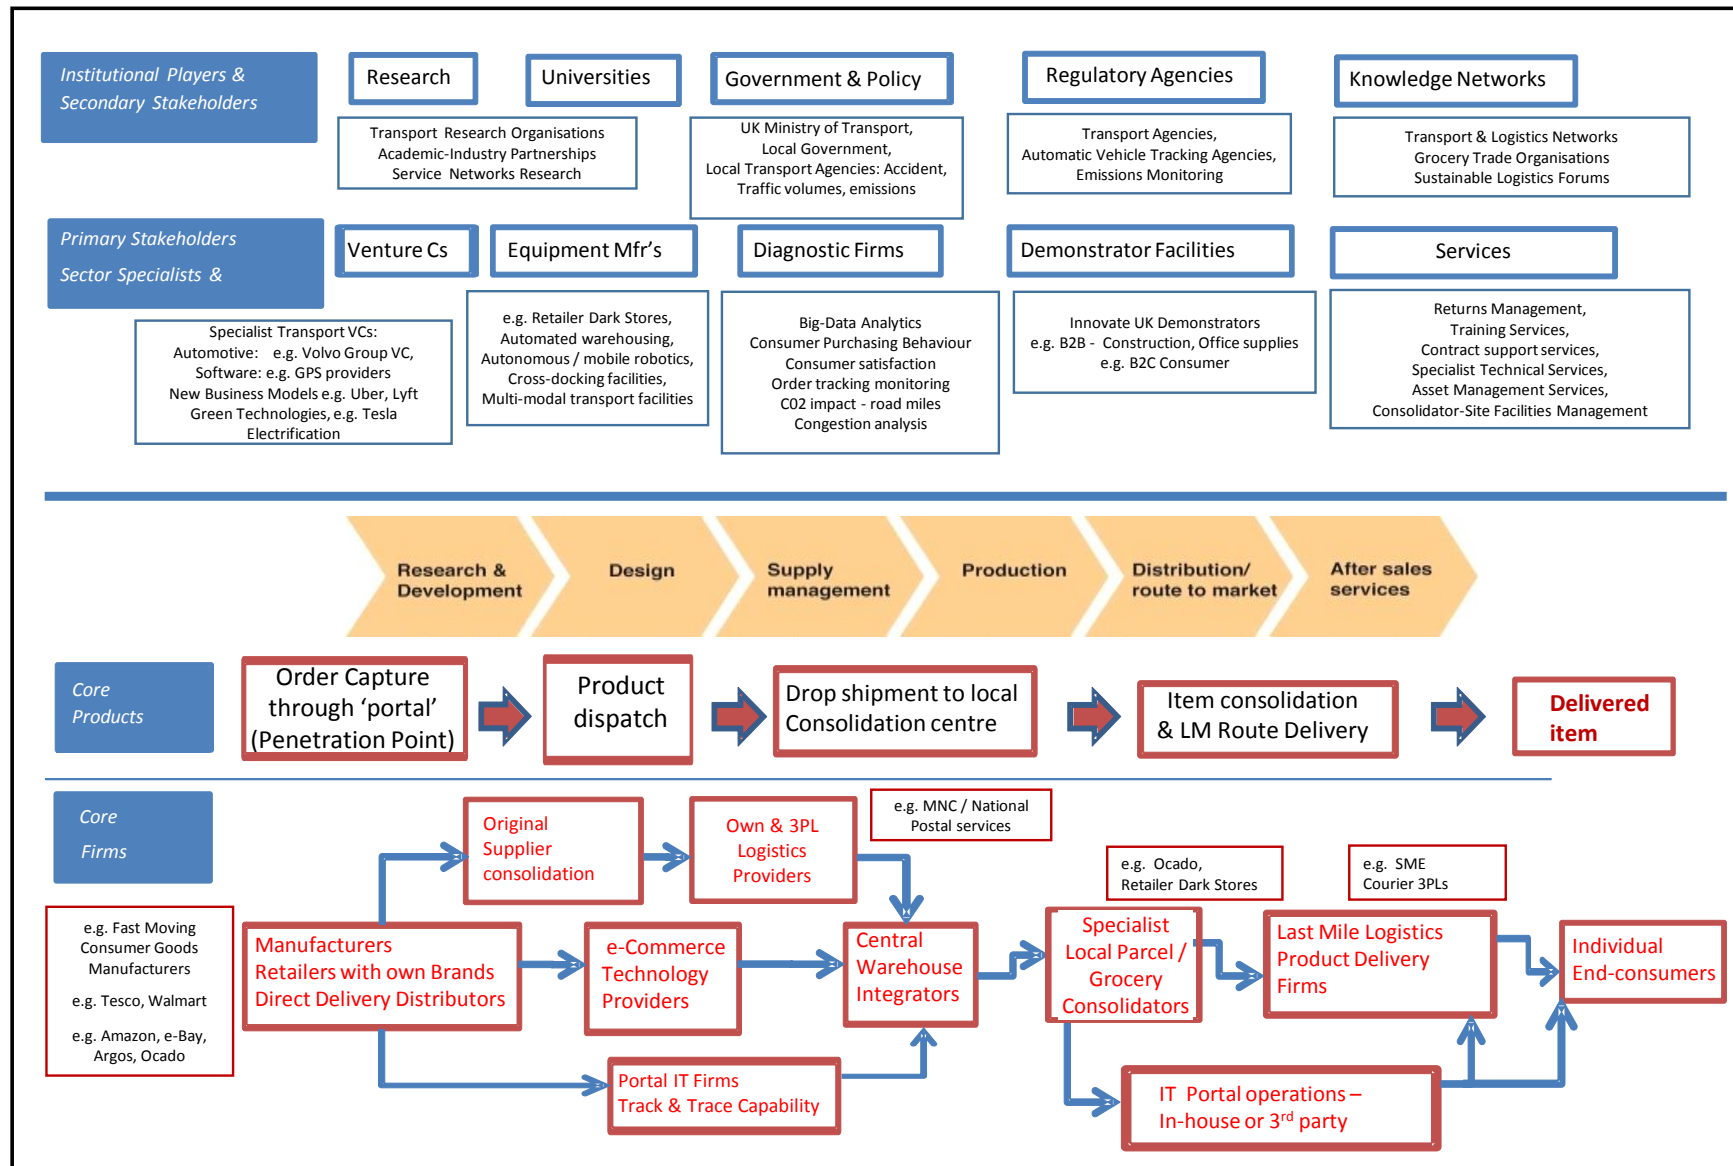 Institutional Players &
Secondary Stakeholders
Research
Universities
Government & Policy
Regulatory Agencies
Knowledge Networks
Transport Research Organisations
Academic-Industry Partnerships
Service Networks Research
UK Ministry of Transport,
Local Government,
Local Transport Agencies: Accident,
Traffic volumes, emissions
Transport Agencies,
Automatic Vehicle Tracking Agencies,
Emissions Monitoring
Transport & Logistics Networks
Grocery Trade Organisations
Sustainable Logistics Forums
Primary Stakeholders
Sector Specialists &
Venture Cs
Equipment Mfr's
Diagnostic Firms
Demonstrator Facilities
Services
Specialist Transport VCs:
Automotive: e.g. Volvo Group VC,
Software: e.g. GPS providers
New Business Models e.g. Uber, Lyft
Green Technologies, e.g. Tesla
Electrification
e.g. Retailer Dark Stores,
Automated warehousing,
Autonomous / mobile robotics,
Cross-docking facilities,
Multi-modal transport facilities
Big-Data Analytics
Consumer Purchasing Behaviour
Consumer satisfaction
Order tracking monitoring
C02 impact - road miles
Congestion analysis
Innovate UK Demonstrators
e.g. B2B - Construction, Office supplies
e.g. B2C Consumer
Returns Management,
Training Services,
Contract support services,
Specialist Technical Services,
Asset Management Services,
Consolidator-Site Facilities Management
Research &
Development
Design
Supply
management
Production
Distribution/
route to market
After sales
services
Core
Products
Order Capture
through ‘portal’
(Penetration Point)
Product
dispatch
Drop shipment to local
Consolidation centre
Item consolidation
& LM Route Delivery
Delivered
item
Core
Firms
Original
Supplier
consolidation
Own & 3PL
Logistics
Providers
e.g. MNC / National
Postal services
e.g. Ocado,
Retailer Dark Stores
e.g. SME
Courier 3PLs
e.g. Fast Moving
Consumer Goods
Manufacturers
e.g. Tesco, Walmart
e.g. Amazon, e-Bay,
Argos, Ocado
Manufacturers
Retailers with own Brands
Direct Delivery Distributors
e-Commerce
Technology
Providers
Central
Warehouse
Integrators
Specialist
Local Parcel /
Grocery
Consolidators
Last Mile Logistics
Product Delivery
Firms
Individual
End-consumers
Portal IT Firms
Track & Trace Capability
IT Portal operations –
In-house or 3rd party